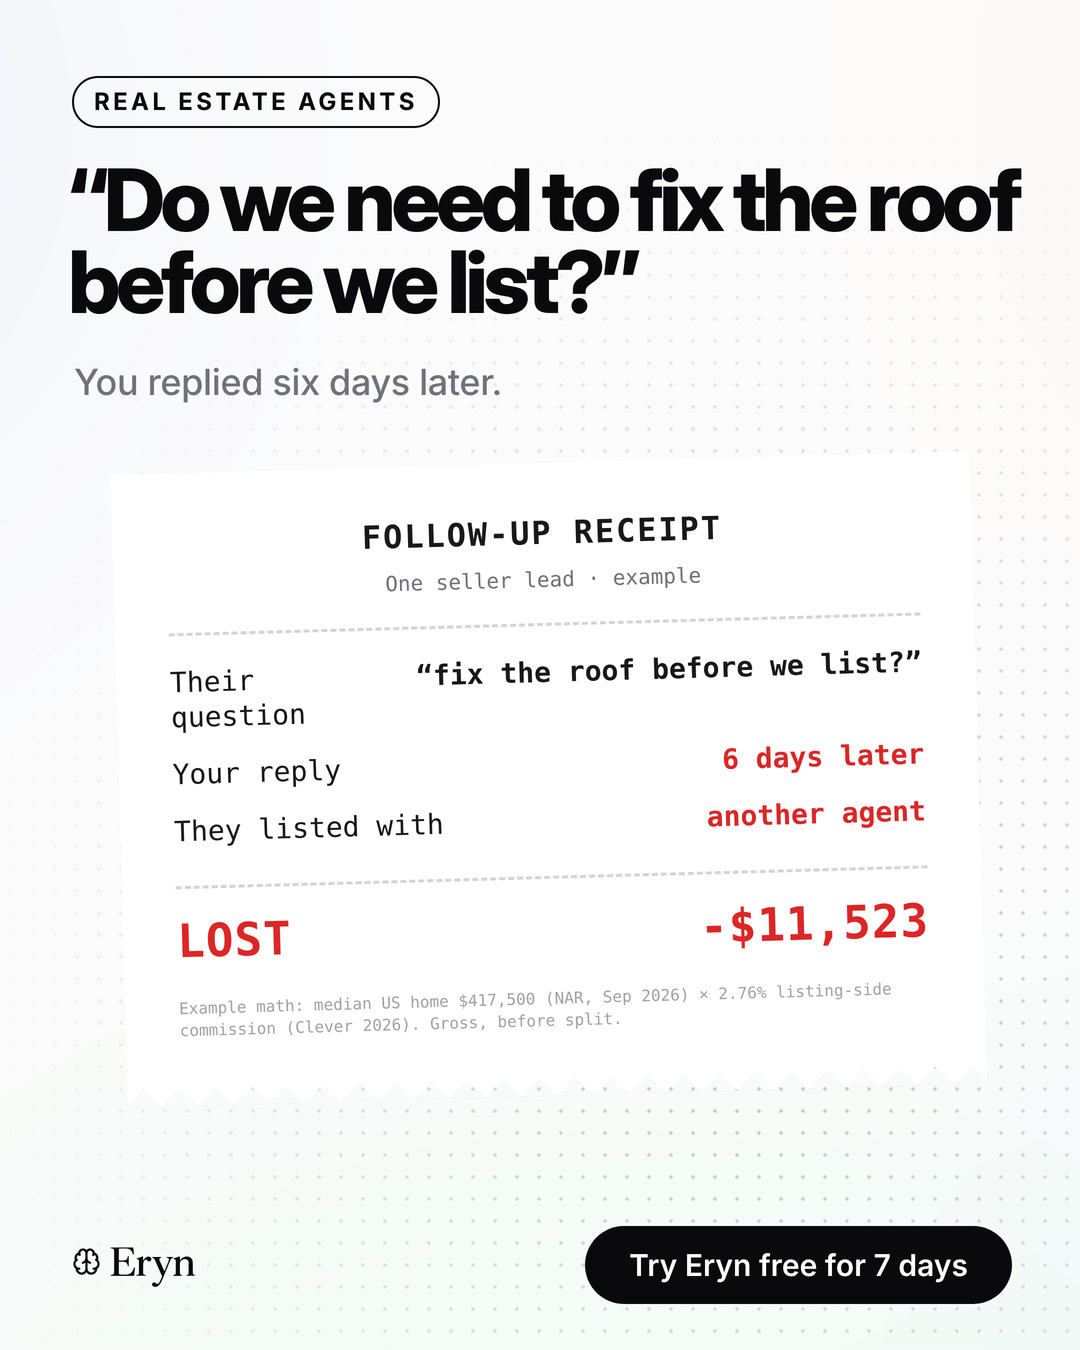 REAL ESTATE AGENTS
“Do we need to fix the roof
before we list?”
You replied six days later.
FOLLOW-UP RECEIPT
One seller lead · example
Their question “fix the roof before we list?”
Your reply 6 days later
They listed with another agent
LOST -$11,523
Example math: median US home $417,500 (NAR, Sep 2026) × 2.76% listing-side
commission (Clever 2026). Gross, before split.
Eryn
Try Eryn free for 7 days